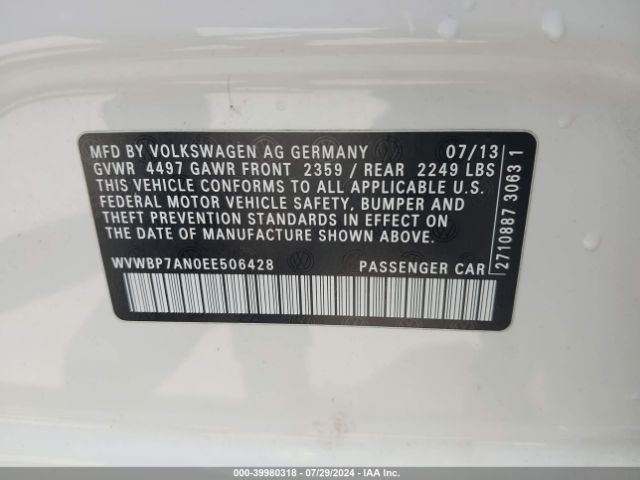 MFD BY VOLKSWAGEN AG GERMANY 07/13
GVWR 4497 GAWR FRONT 2359 / REAR 2249 LBS
THIS VEHICLE CONFORMS TO ALL APPLICABLE U.S.
FEDERAL MOTOR VEHICLE SAFETY, BUMPER AND
THEFT PREVENTION STANDARDS IN EFFECT ON
THE DATE OF MANUFACTURE SHOWN ABOVE.
WVWBP7AN0EE506428 PASSENGER CAR
2710887 3063 1
000-39980318 - 07/29/2024 - IAAI.COM